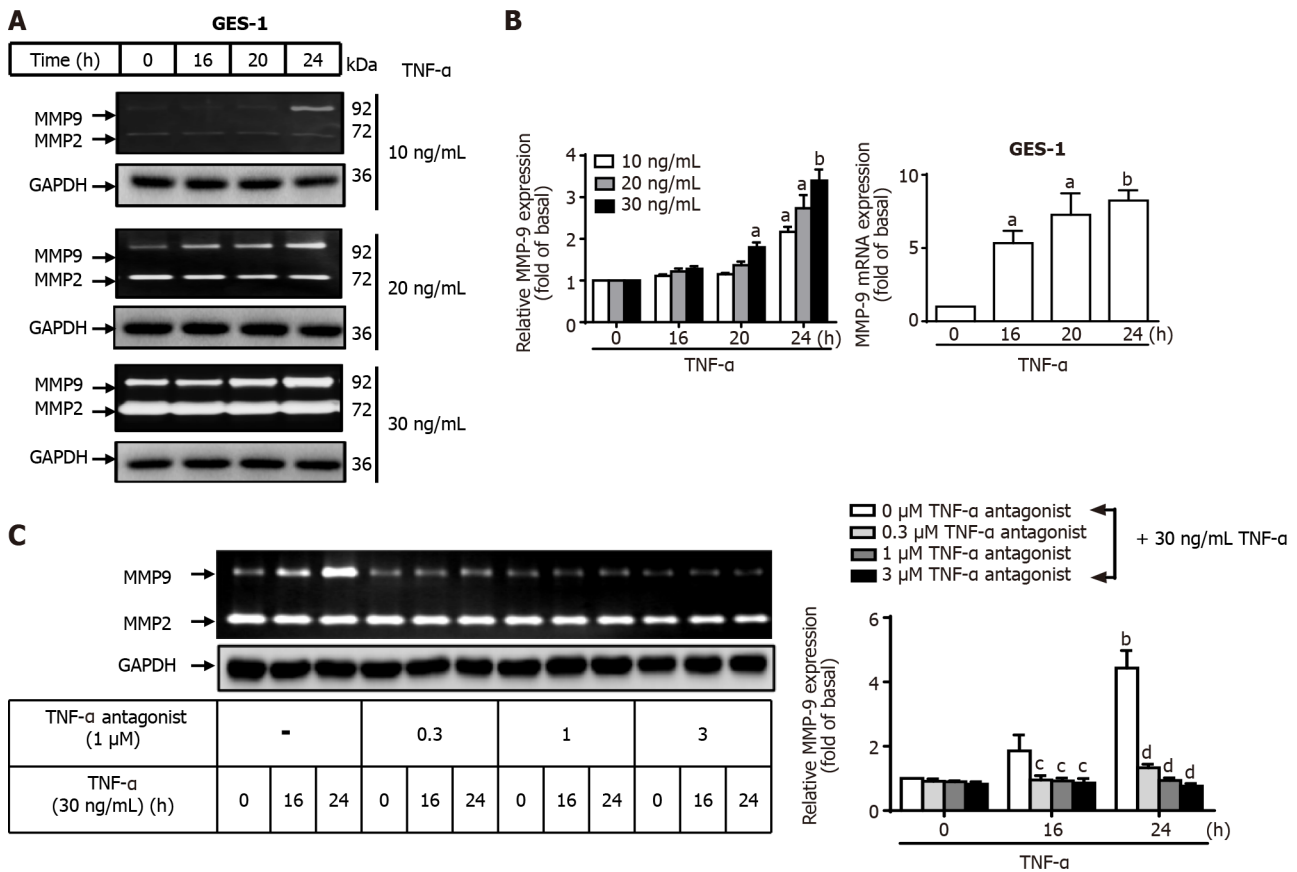 A
GES-1
Time (h) 0 16 20 24 kDa TNF-α
MMP9 92
MMP2 72
10 ng/mL
GAPDH 36
MMP9 92
MMP2 72
20 ng/mL
GAPDH 36
MMP9 92
MMP2 72
30 ng/mL
GAPDH 36
B
Relative MMP-9 expression
(fold of basal)
4
3
2
1
0
10 ng/mL
20 ng/mL
30 ng/mL
a
a
a
b
0 16 20 24 (h)
TNF-α
GES-1
MMP-9 mRNA expression
(fold of basal)
10
5
0
a
a
b
0 16 20 24 (h)
TNF-α
C
MMP9
MMP2
GAPDH
TNF-α antagonist
(1 μM)
- 0.3 1 3
TNF-α
(30 ng/mL) (h)
0 16 24 0 16 24 0 16 24 0 16 24
0 μM TNF-α antagonist
0.3 μM TNF-α antagonist
1 μM TNF-α antagonist
3 μM TNF-α antagonist
+ 30 ng/mL TNF-α
Relative MMP-9 expression
(fold of basal)
6
4
2
0
c c c
b
d d d
0 16 24 (h)
TNF-α